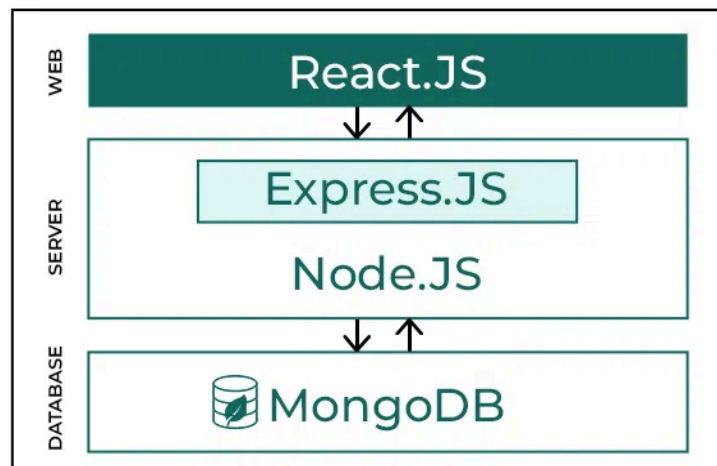 WEB
React.JS
SERVER
Express.JS
Node.JS
DATABASE
MongoDB